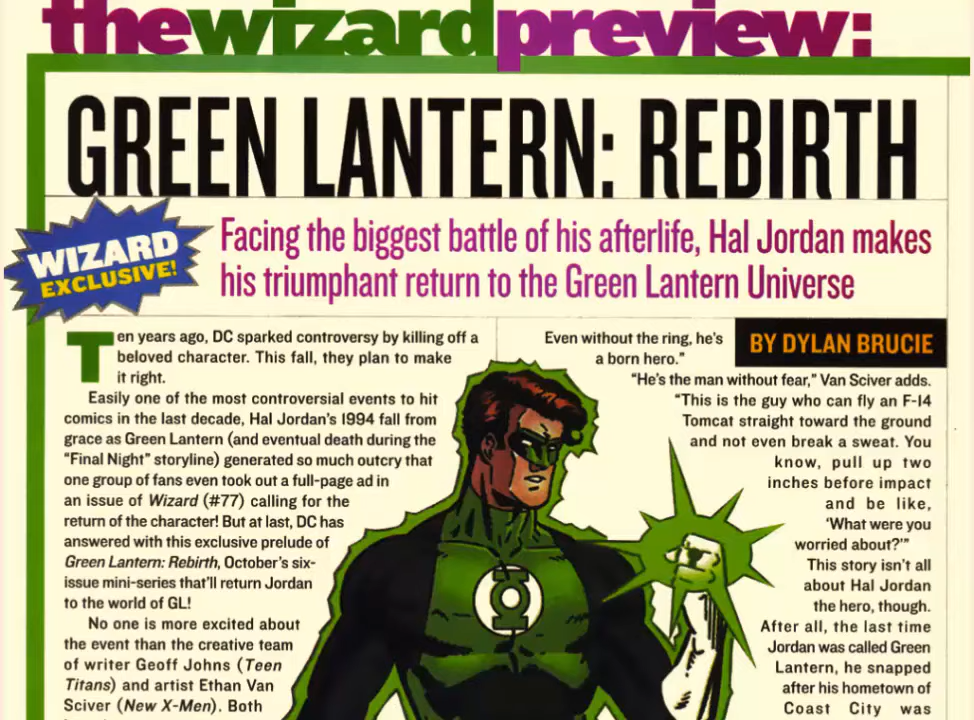 thewizardpreview:
GREEN LANTERN: REBIRTH
WIZARD
EXCLUSIVE!
Facing the biggest battle of his afterlife, Hal Jordan makes
his triumphant return to the Green Lantern Universe
Ten years ago, DC sparked controversy by killing off a
beloved character. This fall, they plan to make
it right.
Easily one of the most controversial events to hit
comics in the last decade, Hal Jordan's 1994 fall from
grace as Green Lantern (and eventual death during the
"Final Night" storyline) generated so much outcry that
one group of fans even took out a full-page ad in
an issue of Wizard (#77) calling for the
return of the character! But at last, DC has
answered with this exclusive prelude of
Green Lantern: Rebirth, October's six-
issue mini-series that'll return Jordan
to the world of GL!
No one is more excited about
the event than the creative team
of writer Geoff Johns (Teen
Titans) and artist Ethan Van
Sciver (New X-Men). Both
Even without the ring, he's
a born hero."
BY DYLAN BRUCIE
"He's the man without fear," Van Sciver adds.
"This is the guy who can fly an F-14
Tomcat straight toward the ground
and not even break a sweat. You
know, pull up two
inches before impact
and be like,
'What were you
worried about?'"
This story isn't all
about Hal Jordan
the hero, though.
After all, the last time
Jordan was called Green
Lantern, he snapped
after his hometown of
Coast City was